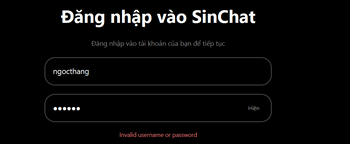 Đăng nhập vào SinChat
Đăng nhập vào tài khoản của bạn để tiếp tục
ngocthang
●●●●●●
Hiện
Invalid username or password